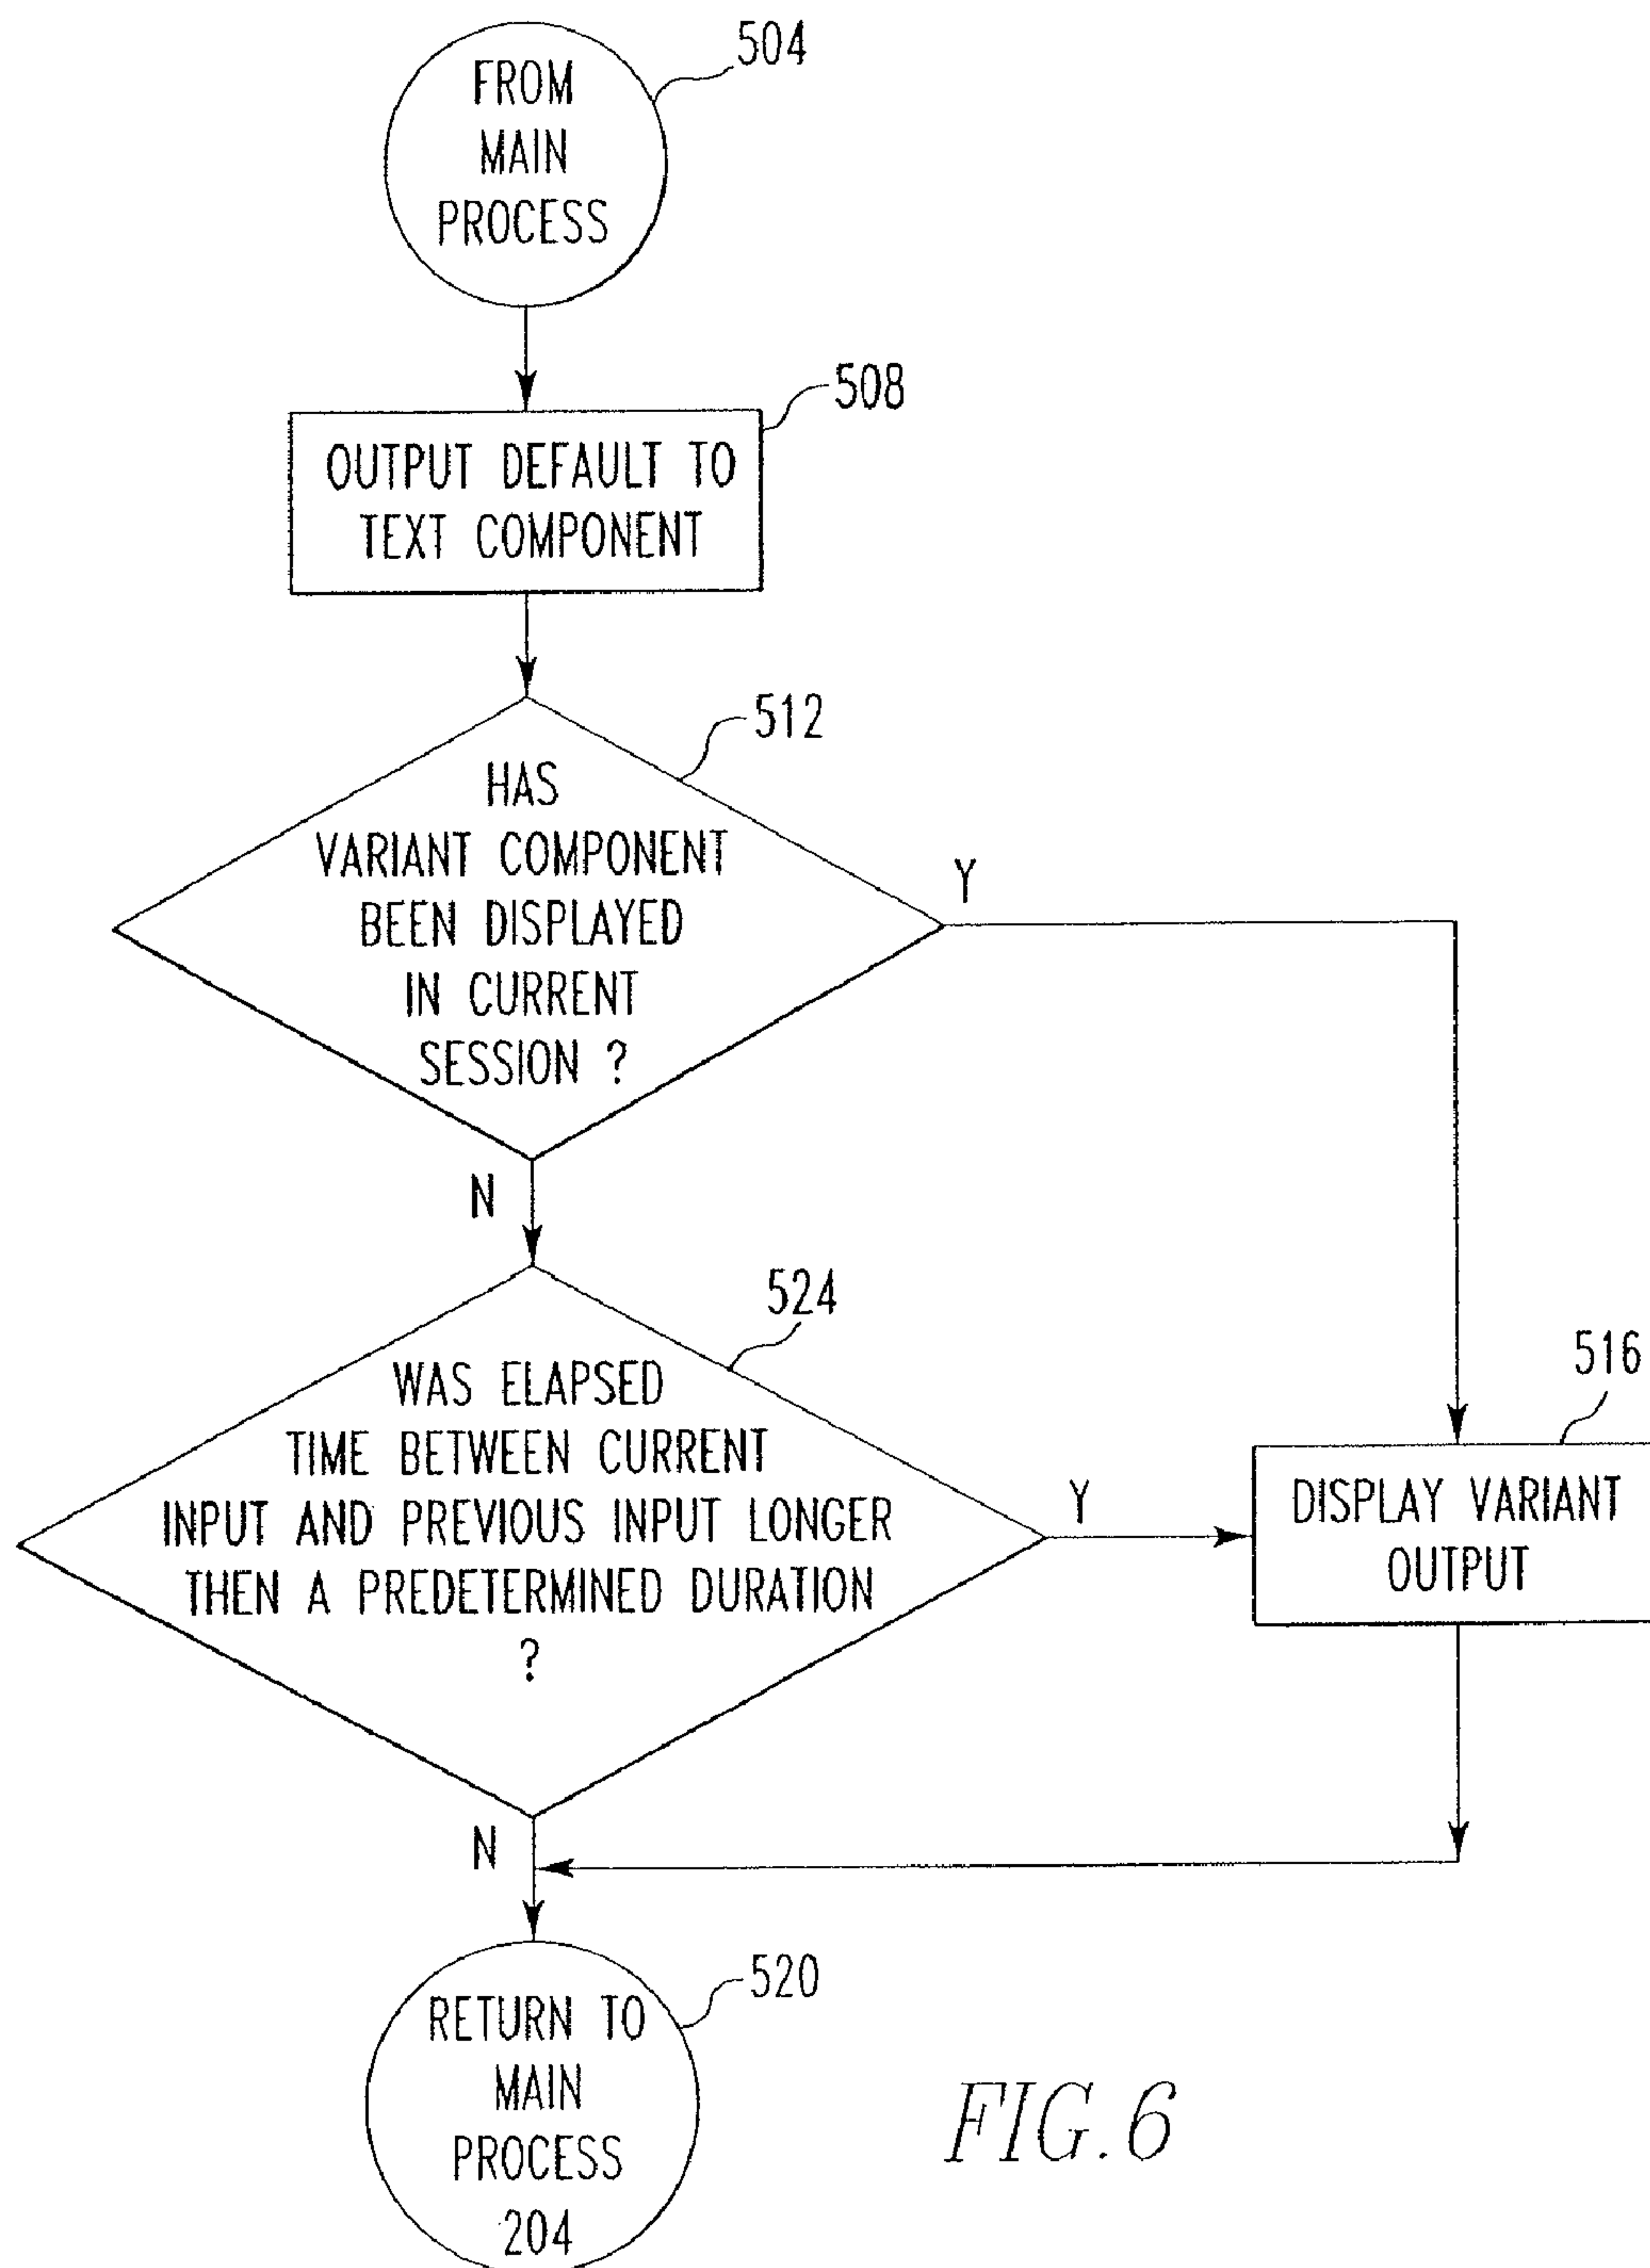 504
FROM
MAIN
PROCESS
508
OUTPUT DEFAULT TO
TEXT COMPONENT
512
HAS
VARIANT COMPONENT
BEEN DISPLAYED
IN CURRENT
SESSION ?
Y
N
524
WAS ELAPSED
TIME BETWEEN CURRENT
INPUT AND PREVIOUS INPUT LONGER
THEN A PREDETERMINED DURATION
?
Y
516
DISPLAY VARIANT
OUTPUT
N
520
RETURN TO
MAIN
PROCESS
204
FIG. 6